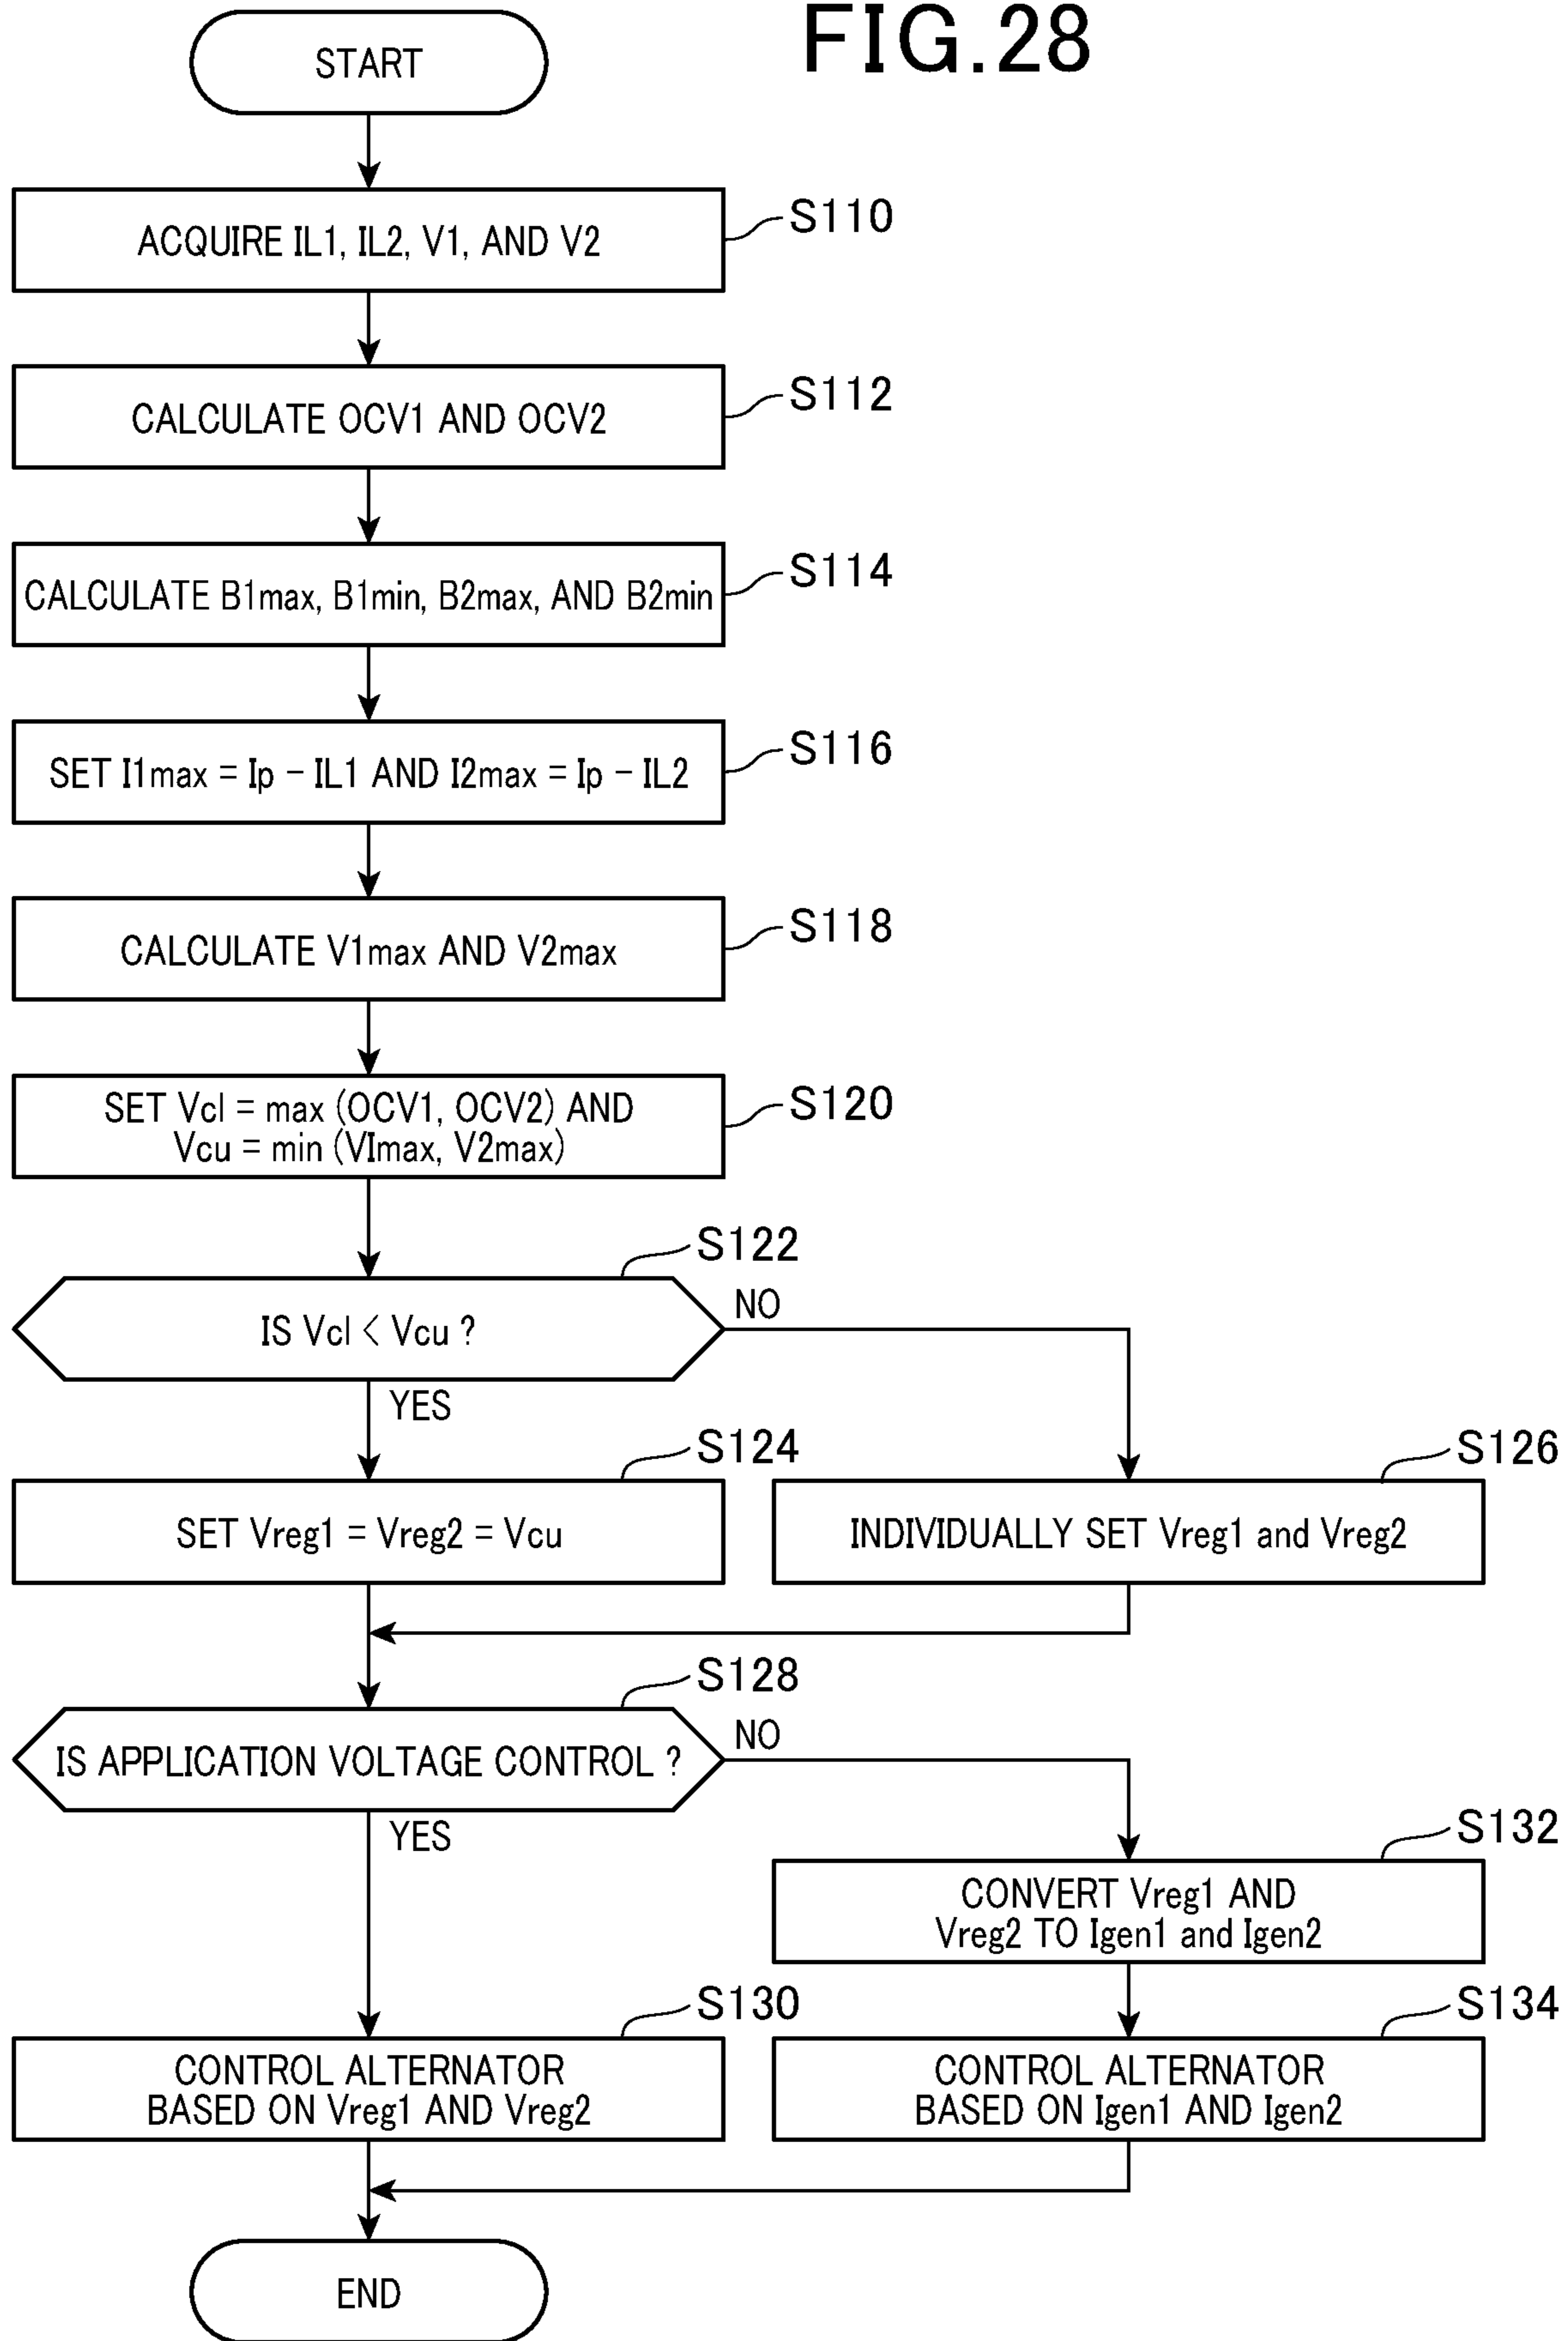 FIG.28
START
ACQUIRE IL1, IL2, V1, AND V2
S110
CALCULATE OCV1 AND OCV2
S112
CALCULATE B1max, B1min, B2max, AND B2min
S114
SET I1max = Ip – IL1 AND I2max = Ip – IL2
S116
CALCULATE V1max AND V2max
S118
SET Vcl = max (OCV1, OCV2) AND
Vcu = min (VImax, V2max)
S120
S122
IS Vcl < Vcu ?
NO
YES
S124
SET Vreg1 = Vreg2 = Vcu
S126
INDIVIDUALLY SET Vreg1 and Vreg2
S128
IS APPLICATION VOLTAGE CONTROL ?
NO
YES
S132
CONVERT Vreg1 AND
Vreg2 TO Igen1 and Igen2
S130
CONTROL ALTERNATOR
BASED ON Vreg1 AND Vreg2
S134
CONTROL ALTERNATOR
BASED ON Igen1 AND Igen2
END